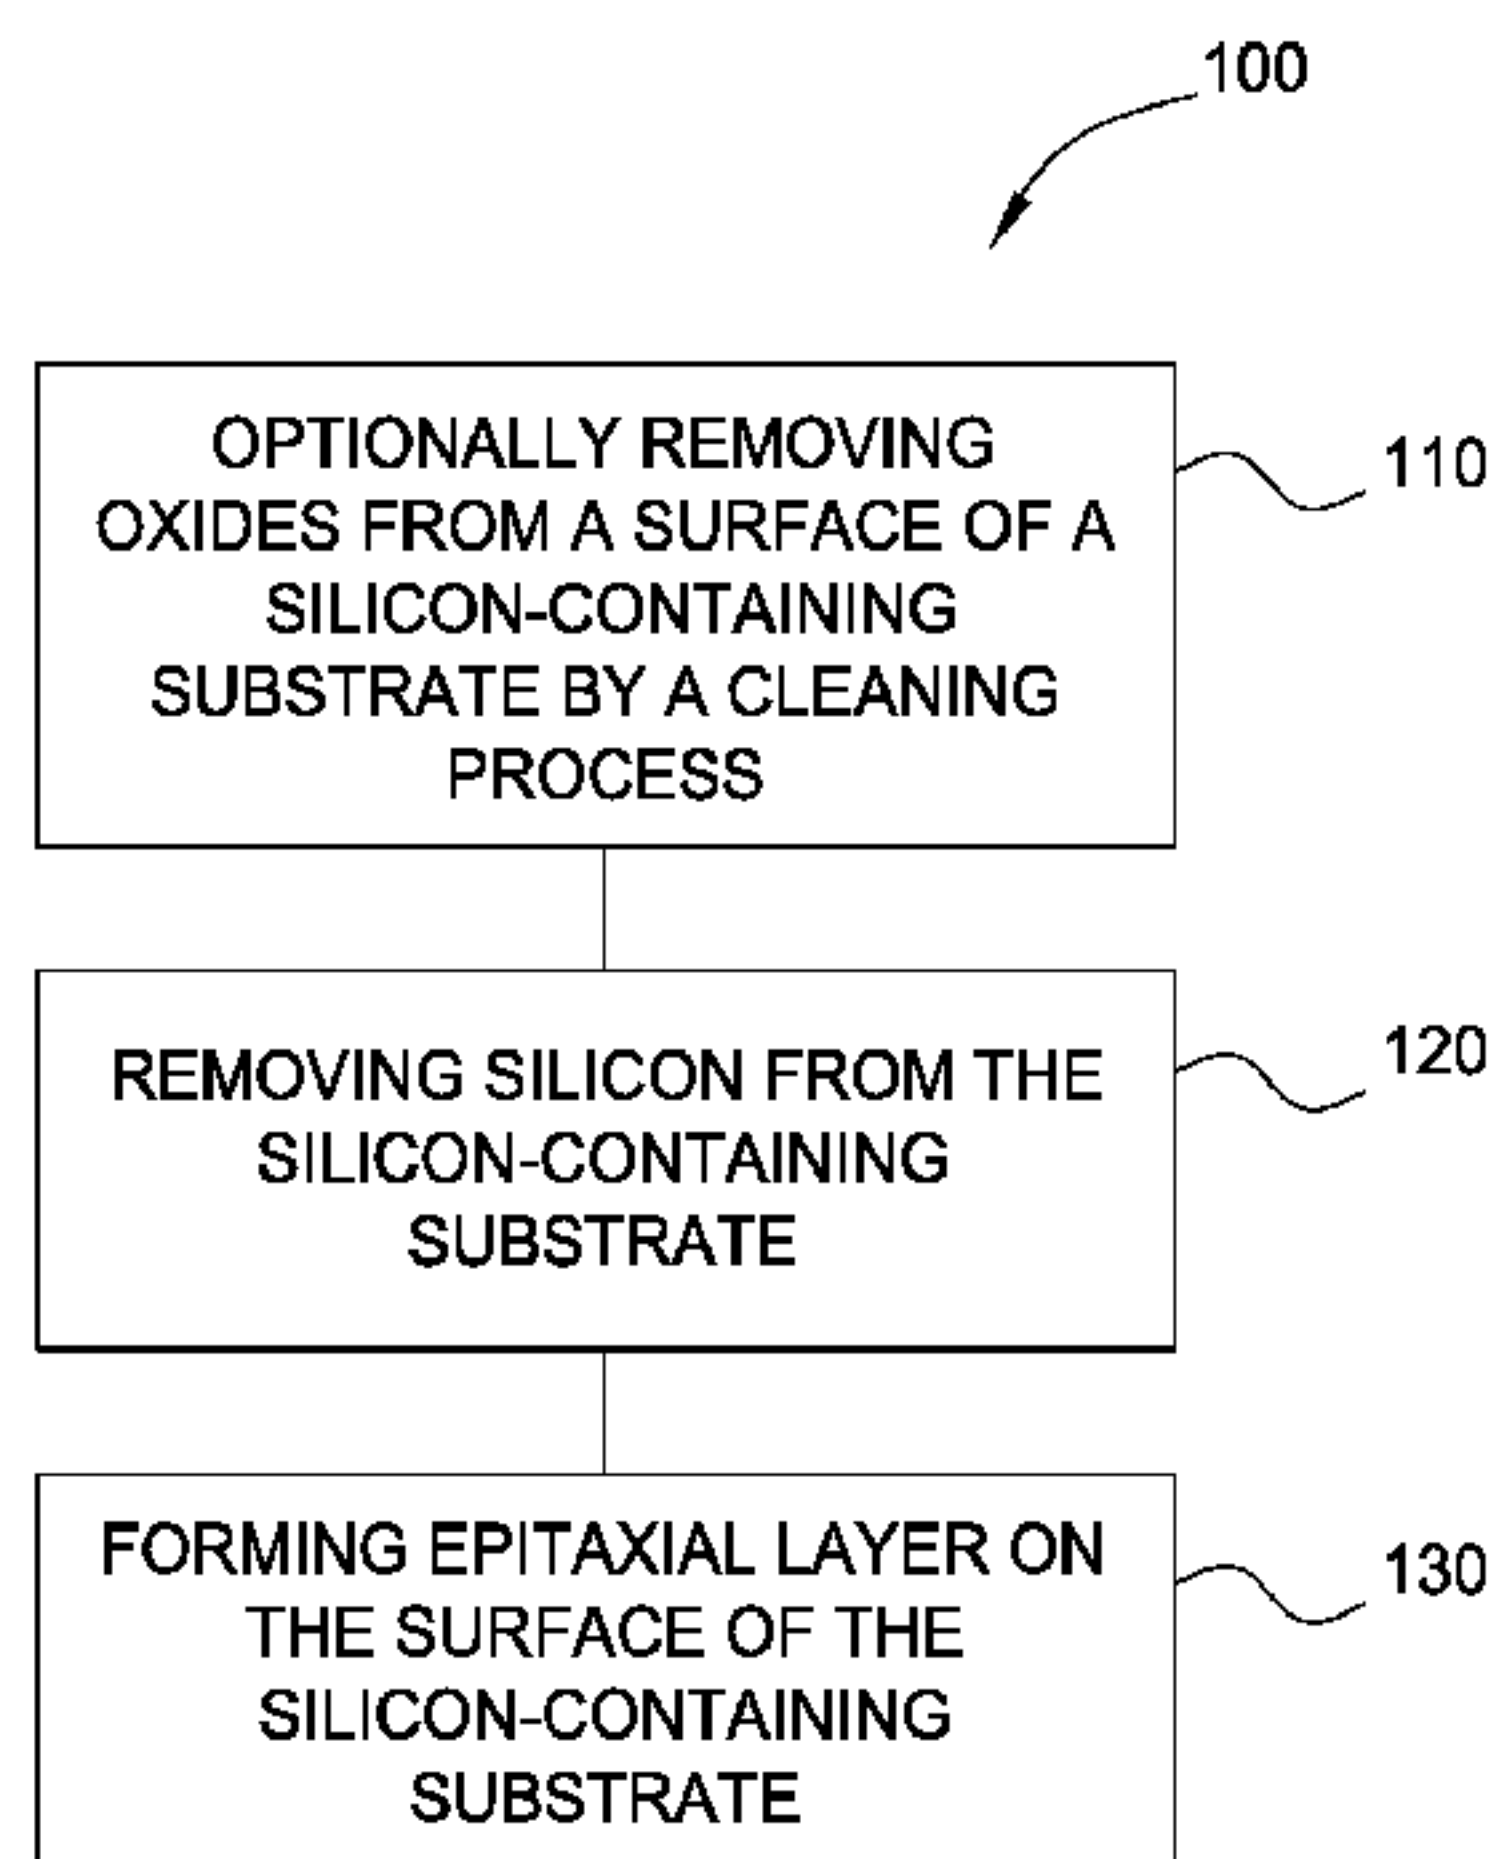 100
OPTIONALLY REMOVING
OXIDES FROM A SURFACE OF A
SILICON-CONTAINING
SUBSTRATE BY A CLEANING
PROCESS
110
REMOVING SILICON FROM THE
SILICON-CONTAINING
SUBSTRATE
120
FORMING EPITAXIAL LAYER ON
THE SURFACE OF THE
SILICON-CONTAINING
SUBSTRATE
130